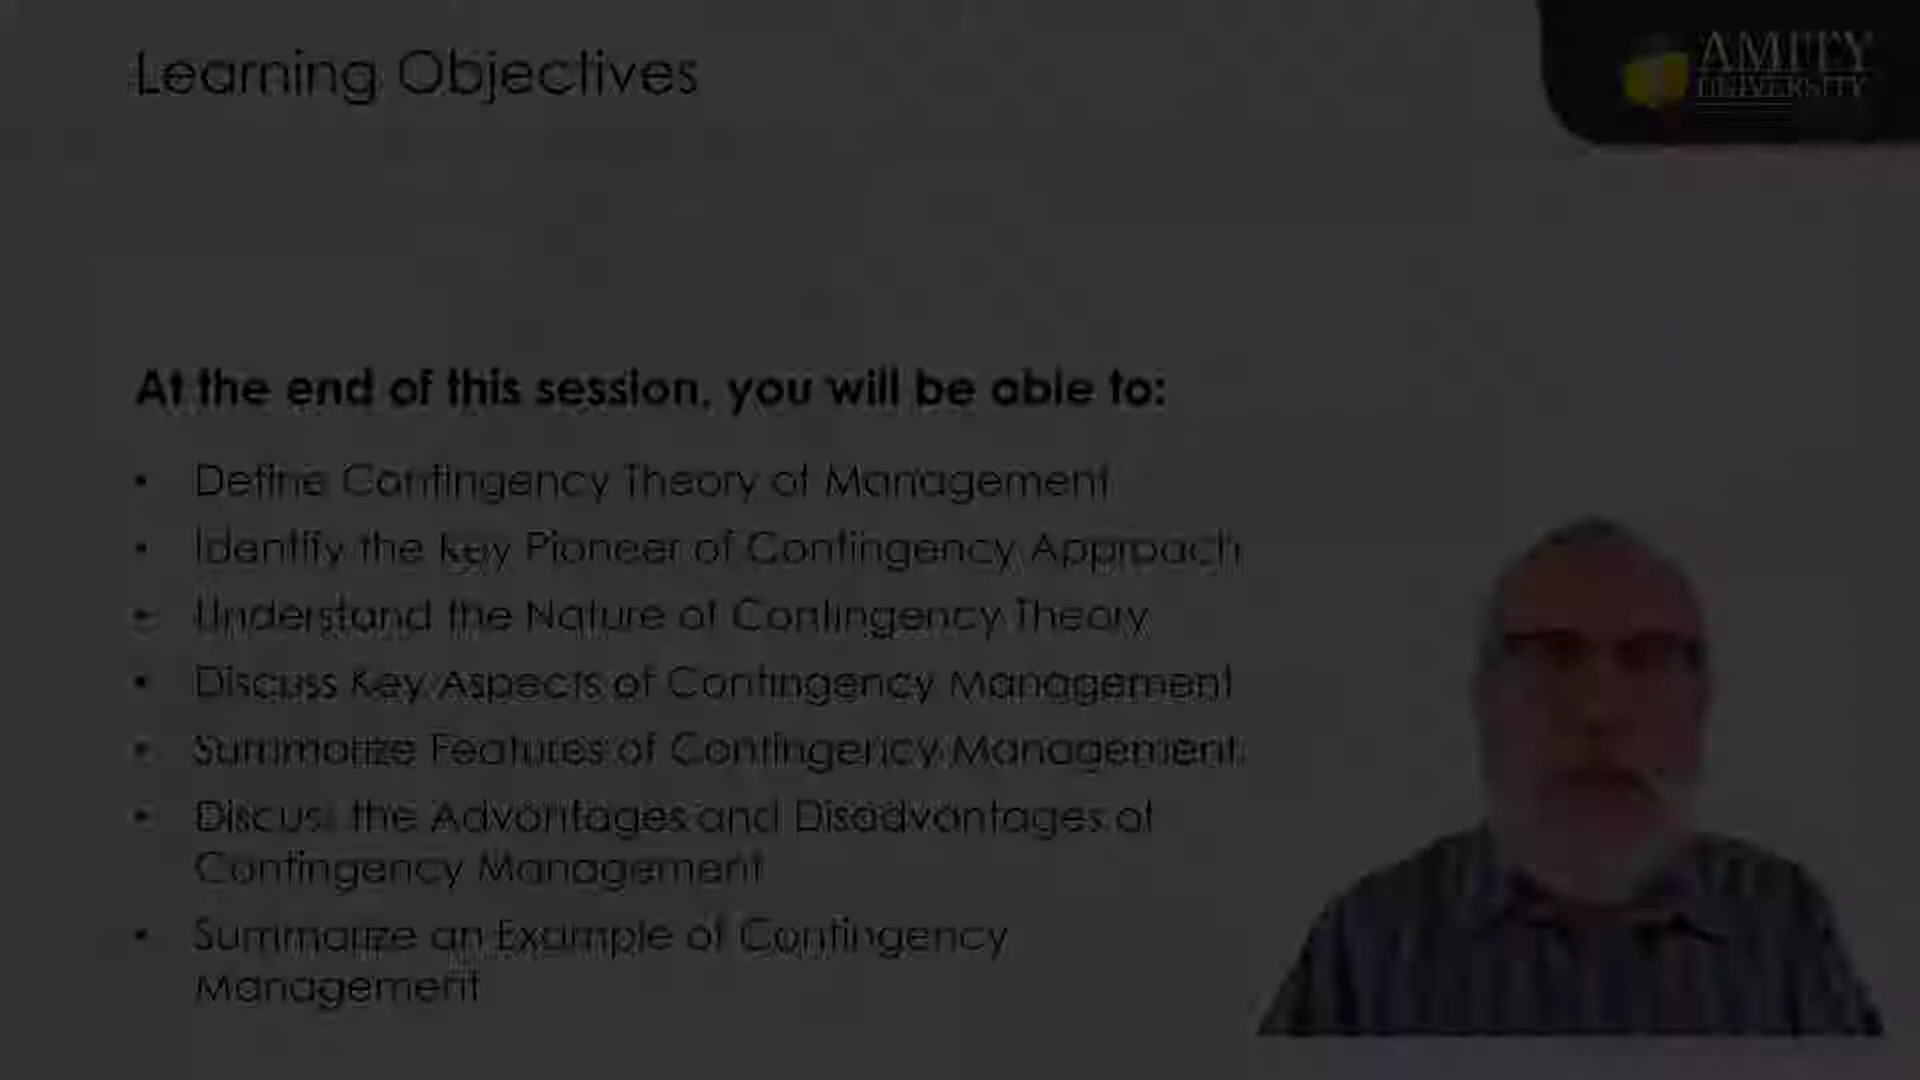 Learning Objectives
AMITY
UNIVERSITY
At the end of this session, you will be able to:
• Define Contingency Theory of Management
• Identify the key Pioneer of Contingency Approach
• Understand the Nature of Contingency Theory
• Discuss Key Aspects of Contingency Management
• Summarize Features of Contingency Management
• Discuss the Advantages and Disadvantages of
Contingency Management
• Summarize an Example of Contingency
Management